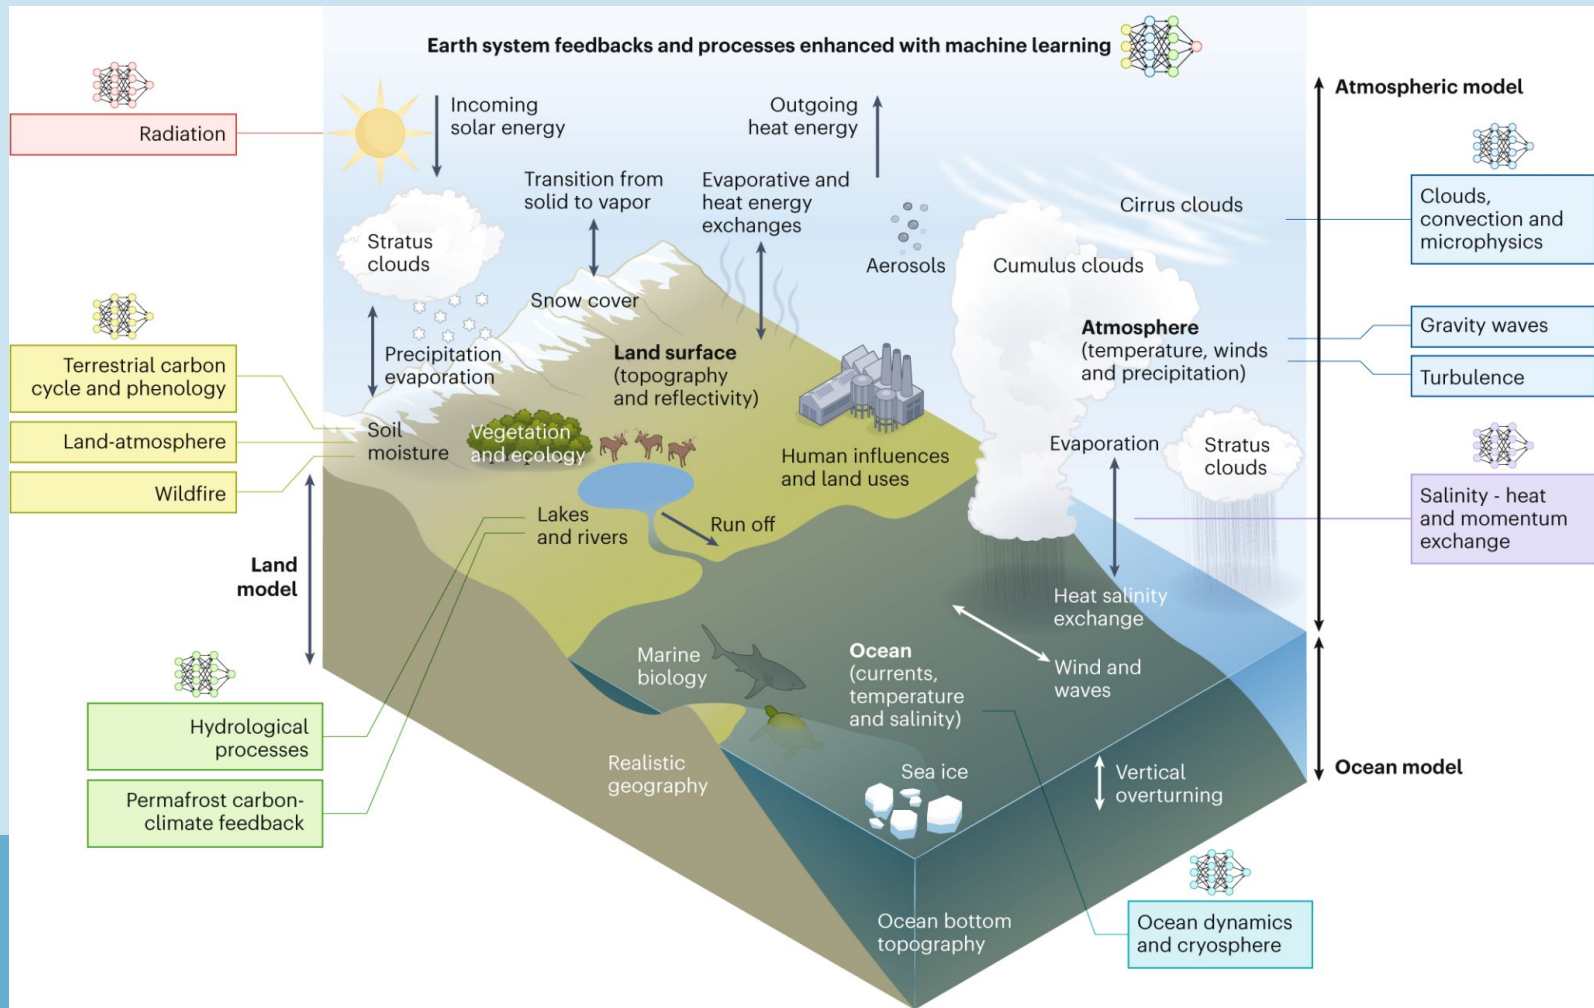 Earth system feedbacks and processes enhanced with machine learning
Radiation
Incoming
solar energy
Outgoing
heat energy
Atmospheric model
Transition from
solid to vapor
Evaporative and
heat energy
exchanges
Stratus
clouds
Aerosols
Cirrus clouds
Cumulus clouds
Clouds,
convection and
microphysics
Snow cover
Precipitation
evaporation
Land surface
(topography
and reflectivity)
Atmosphere
(temperature, winds
and precipitation)
Gravity waves
Turbulence
Terrestrial carbon
cycle and phenology
Land-atmosphere
Wildfire
Soil
moisture
Vegetation
and ecology
Human influences
and land uses
Evaporation
Stratus
clouds
Salinity - heat
and momentum
exchange
Lakes
and rivers
Run off
Land
model
Heat salinity
exchange
Marine
biology
Ocean
(currents,
temperature
and salinity)
Wind and
waves
Hydrological
processes
Permafrost carbon-
climate feedback
Realistic
geography
Sea ice
Vertical
overturning
Ocean model
Ocean bottom
topography
Ocean dynamics
and cryosphere